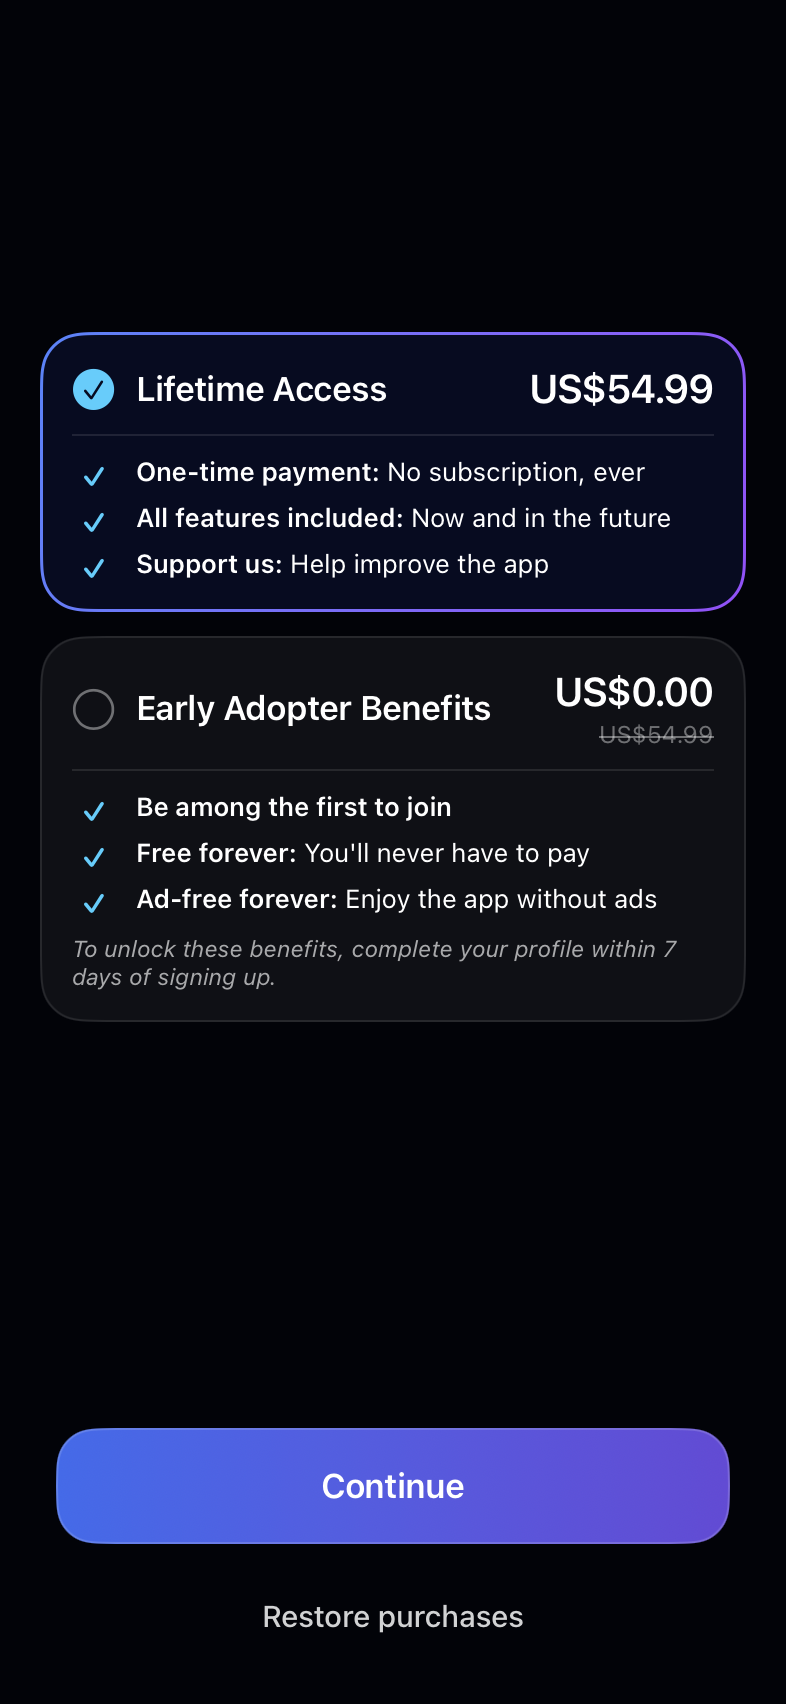 Lifetime Access US$54.99
One-time payment: No subscription, ever
All features included: Now and in the future
Support us: Help improve the app
Early Adopter Benefits US$0.00
US$54.99
Be among the first to join
Free forever: You'll never have to pay
Ad-free forever: Enjoy the app without ads
To unlock these benefits, complete your profile within 7
days of signing up.
Continue
Restore purchases